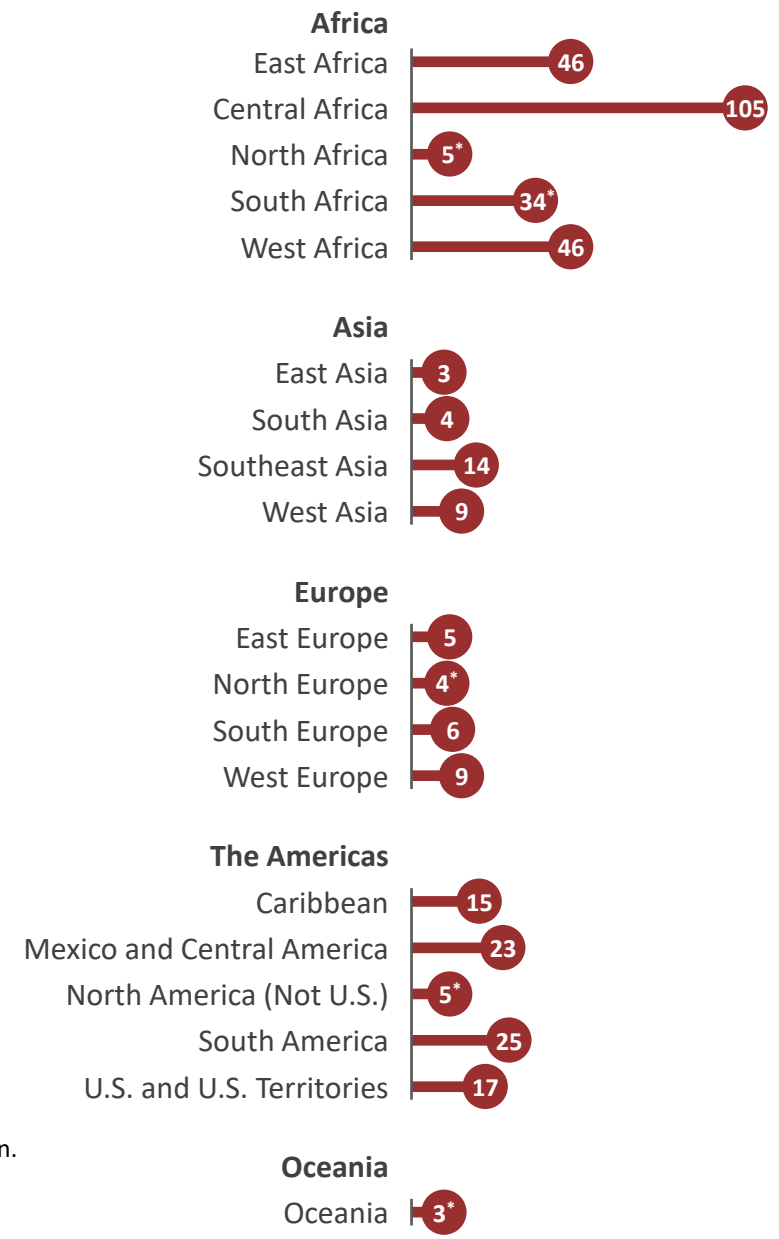 Africa
East Africa 46
Central Africa 105
North Africa 5*
South Africa 34*
West Africa 46
Asia
East Asia 3
South Asia 4
Southeast Asia 14
West Asia 9
Europe
East Europe 5
North Europe 4*
South Europe 6
West Europe 9
The Americas
Caribbean 15
Mexico and Central America 23
North America (Not U.S.) 5*
South America 25
U.S. and U.S. Territories 17
n.
Oceania
Oceania 3*